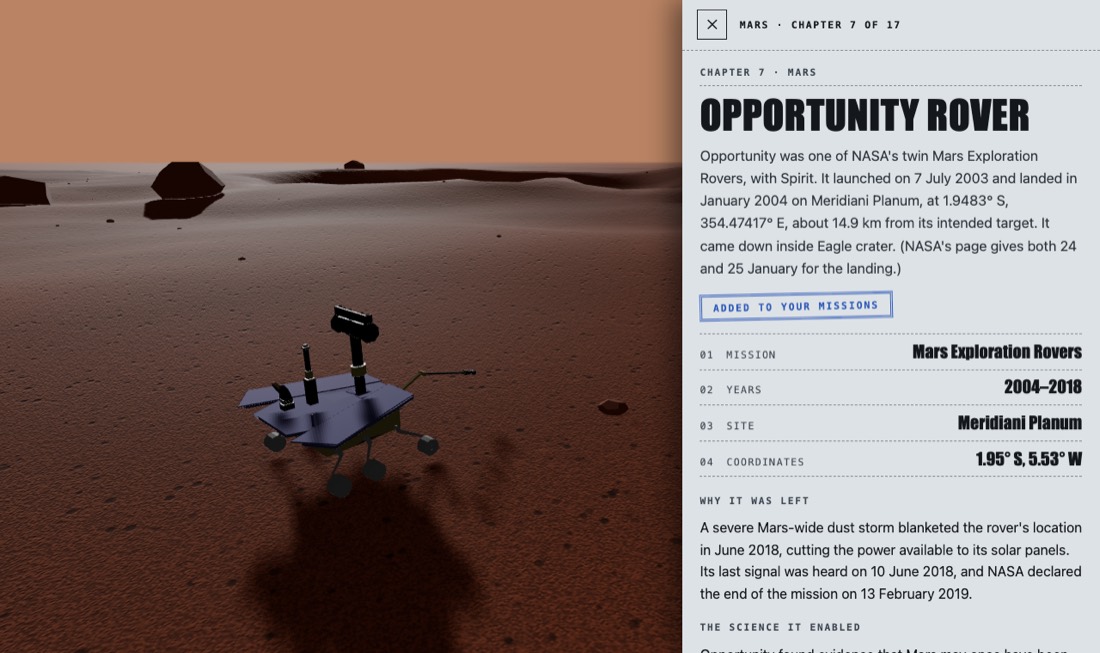 MARS · CHAPTER 7 OF 17
CHAPTER 7 · MARS
OPPORTUNITY ROVER
Opportunity was one of NASA's twin Mars Exploration
Rovers, with Spirit. It launched on 7 July 2003 and landed in
January 2004 on Meridiani Planum, at 1.9483° S,
354.47417° E, about 14.9 km from its intended target. It
came down inside Eagle crater. (NASA's page gives both 24
and 25 January for the landing.)
ADDED TO YOUR MISSIONS
01 MISSION Mars Exploration Rovers
02 YEARS 2004–2018
03 SITE Meridiani Planum
04 COORDINATES 1.95° S, 5.53° W
WHY IT WAS LEFT
A severe Mars-wide dust storm blanketed the rover's location
in June 2018, cutting the power available to its solar panels.
Its last signal was heard on 10 June 2018, and NASA declared
the end of the mission on 13 February 2019.
THE SCIENCE IT ENABLED